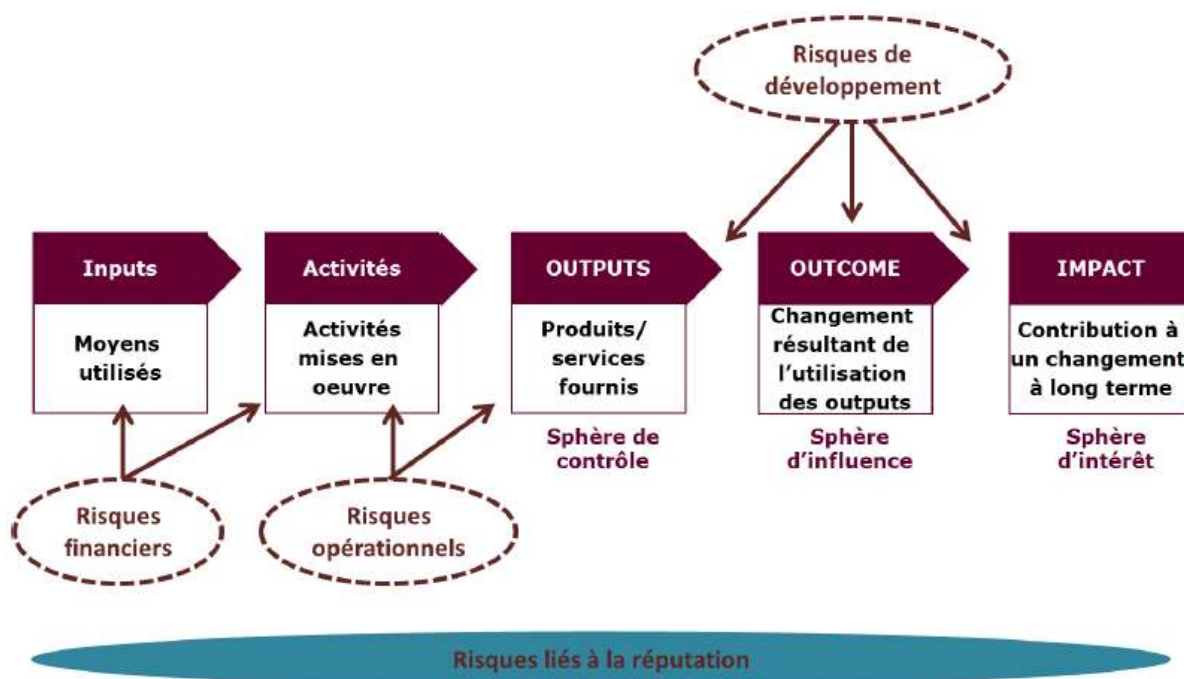 Risques de
développement
Inputs
Activités
OUTPUTS
OUTCOME
IMPACT
Moyens
utilisés
Activités
mises en
oeuvre
Produits/
services
fournis
Changement
résultant de
l'utilisation
des outputs
Contribution à
un changement
à long terme
Sphère de
contrôle
Sphère
d'influence
Sphère
d'intérêt
Risques
financiers
Risques
opérationnels
Risques liés à la réputation